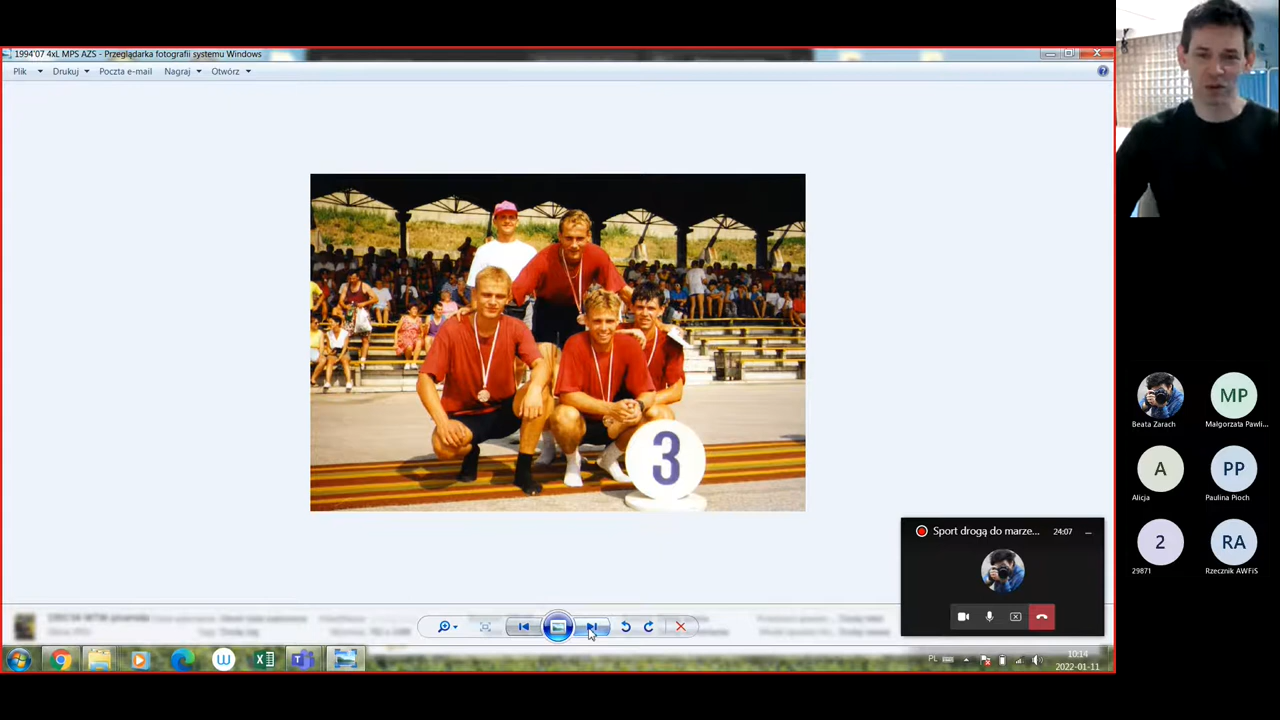 1994'07 4xL MPS AZS - Przeglądarka fotografii systemu Windows
Plik Drukuj Poczta e-mail Nagraj Otwórz
3
Beata Zarach
MP
Małgorzata Pawli...
A
Alicja
PP
Paulina Pioch
2
29871
RA
Rzecznik AWFiS
Sport drogą do marze... 24:07
W
PL
10:14
2022-01-11